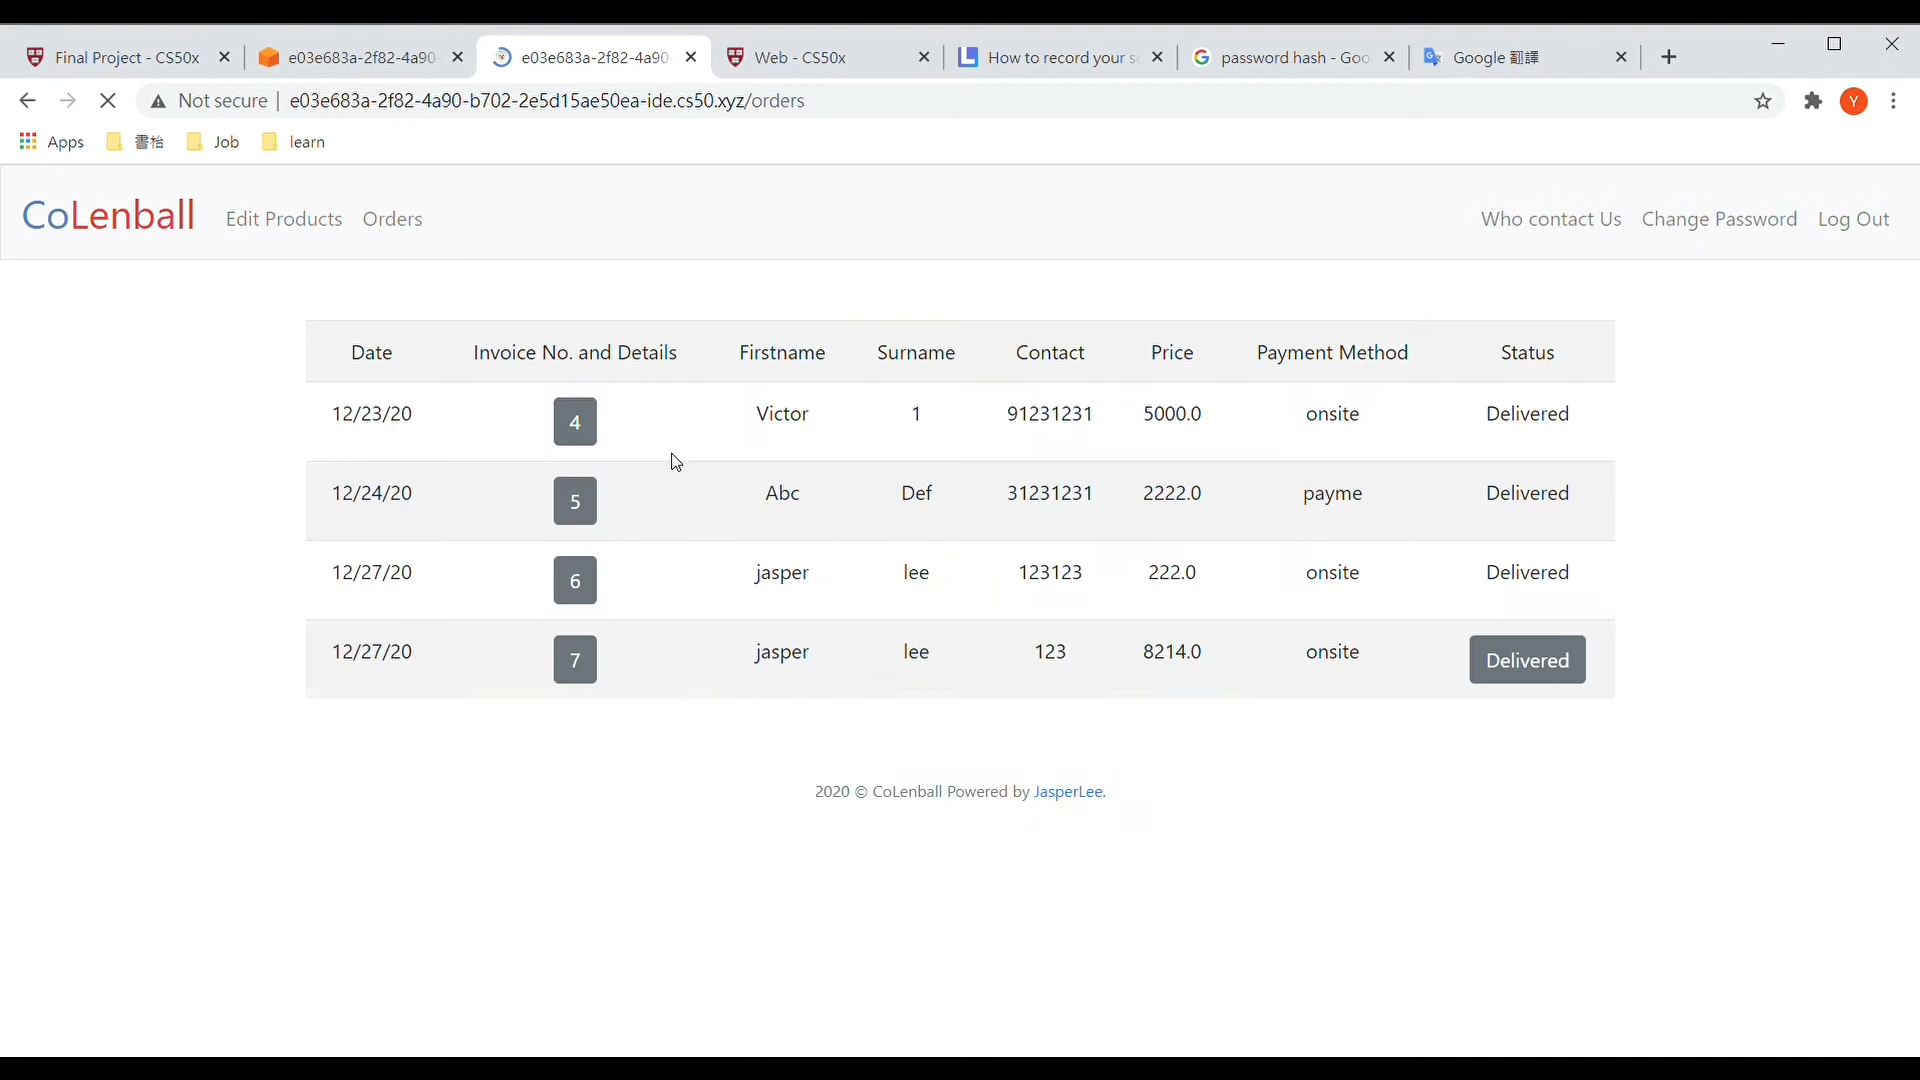 Final Project - CS50x
e03e683a-2f82-4a90-
e03e683a-2f82-4a90-
Web - CS50x
How to record your sc
password hash - Goo
Google 翻譯
Not secure | e03e683a-2f82-4a90-b702-2e5d15ae50ea-ide.cs50.xyz/orders
Y
Apps 書怡 Job learn
CoLenball Edit Products Orders Who contact Us Change Password Log Out
Date Invoice No. and Details Firstname Surname Contact Price Payment Method Status
12/23/20 4 Victor 1 91231231 5000.0 onsite Delivered
12/24/20 5 Abc Def 31231231 2222.0 payme Delivered
12/27/20 6 jasper lee 123123 222.0 onsite Delivered
12/27/20 7 jasper lee 123 8214.0 onsite Delivered
2020 © CoLenball Powered by JasperLee.